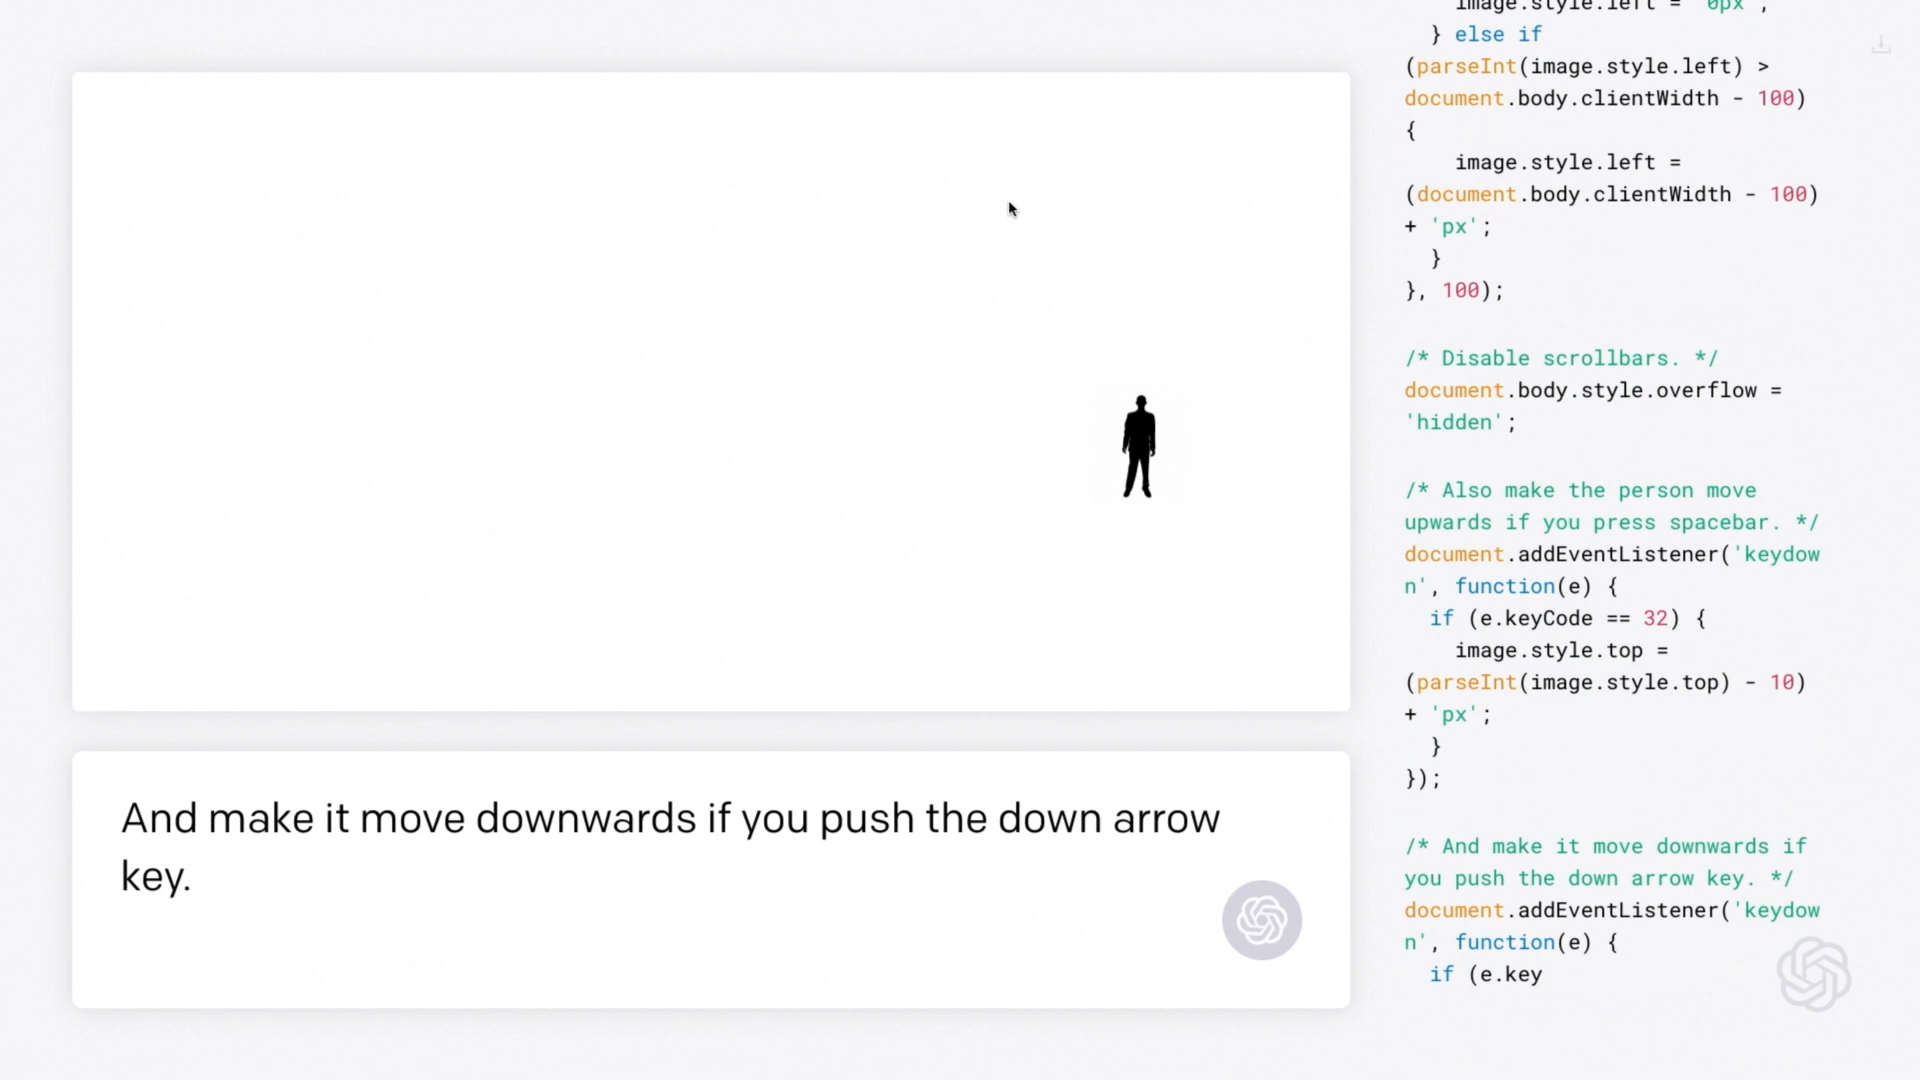 And make it move downwards if you push the down arrow
key.
image.style.left = '0px';
} else if
(parseInt(image.style.left) >
document.body.clientWidth - 100)
{
image.style.left =
(document.body.clientWidth - 100)
+ 'px';
}
}, 100);
/* Disable scrollbars. */
document.body.style.overflow =
'hidden';
/* Also make the person move
upwards if you press spacebar. */
document.addEventListener('keydow
n', function(e) {
if (e.keyCode == 32) {
image.style.top =
(parseInt(image.style.top) - 10)
+ 'px';
}
});
/* And make it move downwards if
you push the down arrow key. */
document.addEventListener('keydow
n', function(e) {
if (e.key